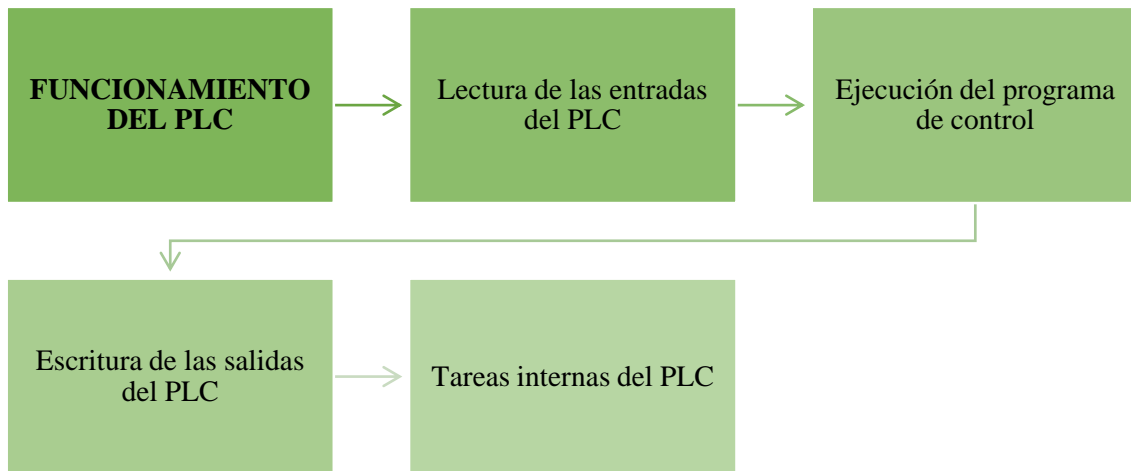 FUNCIONAMIENTO
DEL PLC
Lectura de las entradas
del PLC
Ejecución del programa
de control
Escritura de las salidas
del PLC
Tareas internas del PLC